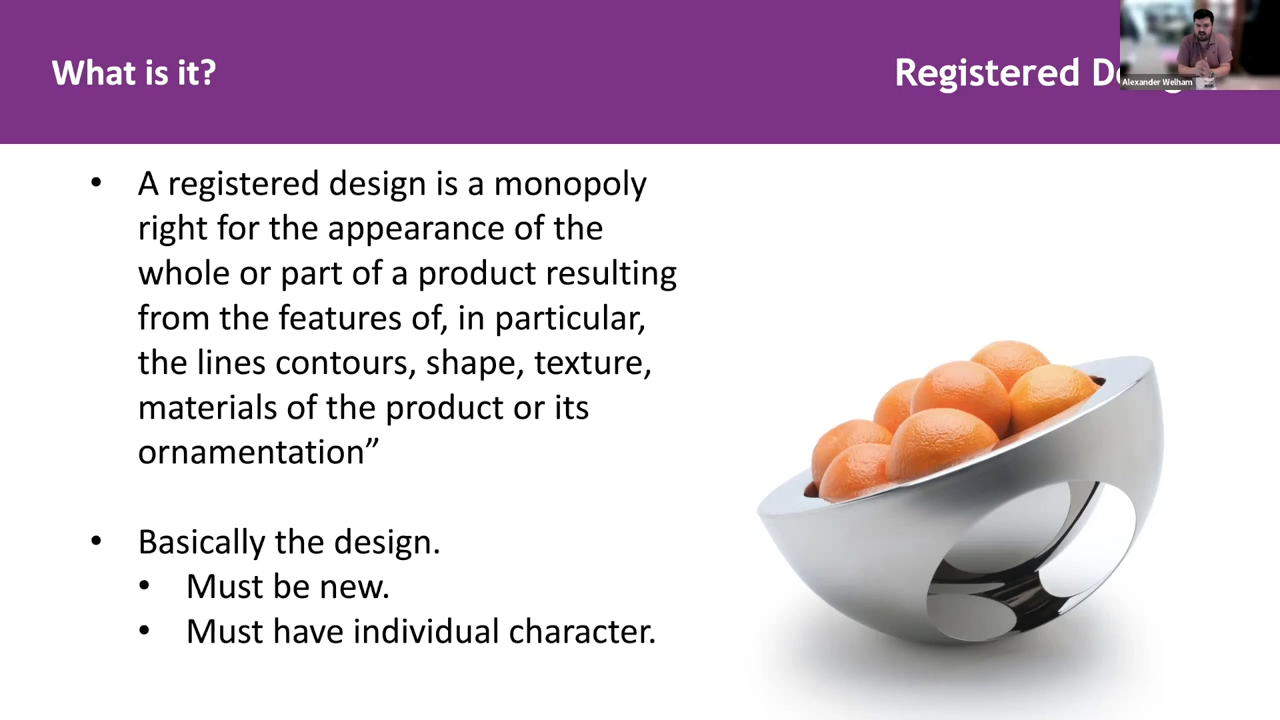 What is it?
Registered
Alexander Welham
• A registered design is a monopoly
right for the appearance of the
whole or part of a product resulting
from the features of, in particular,
the lines contours, shape, texture,
materials of the product or its
ornamentation”
• Basically the design.
• Must be new.
• Must have individual character.